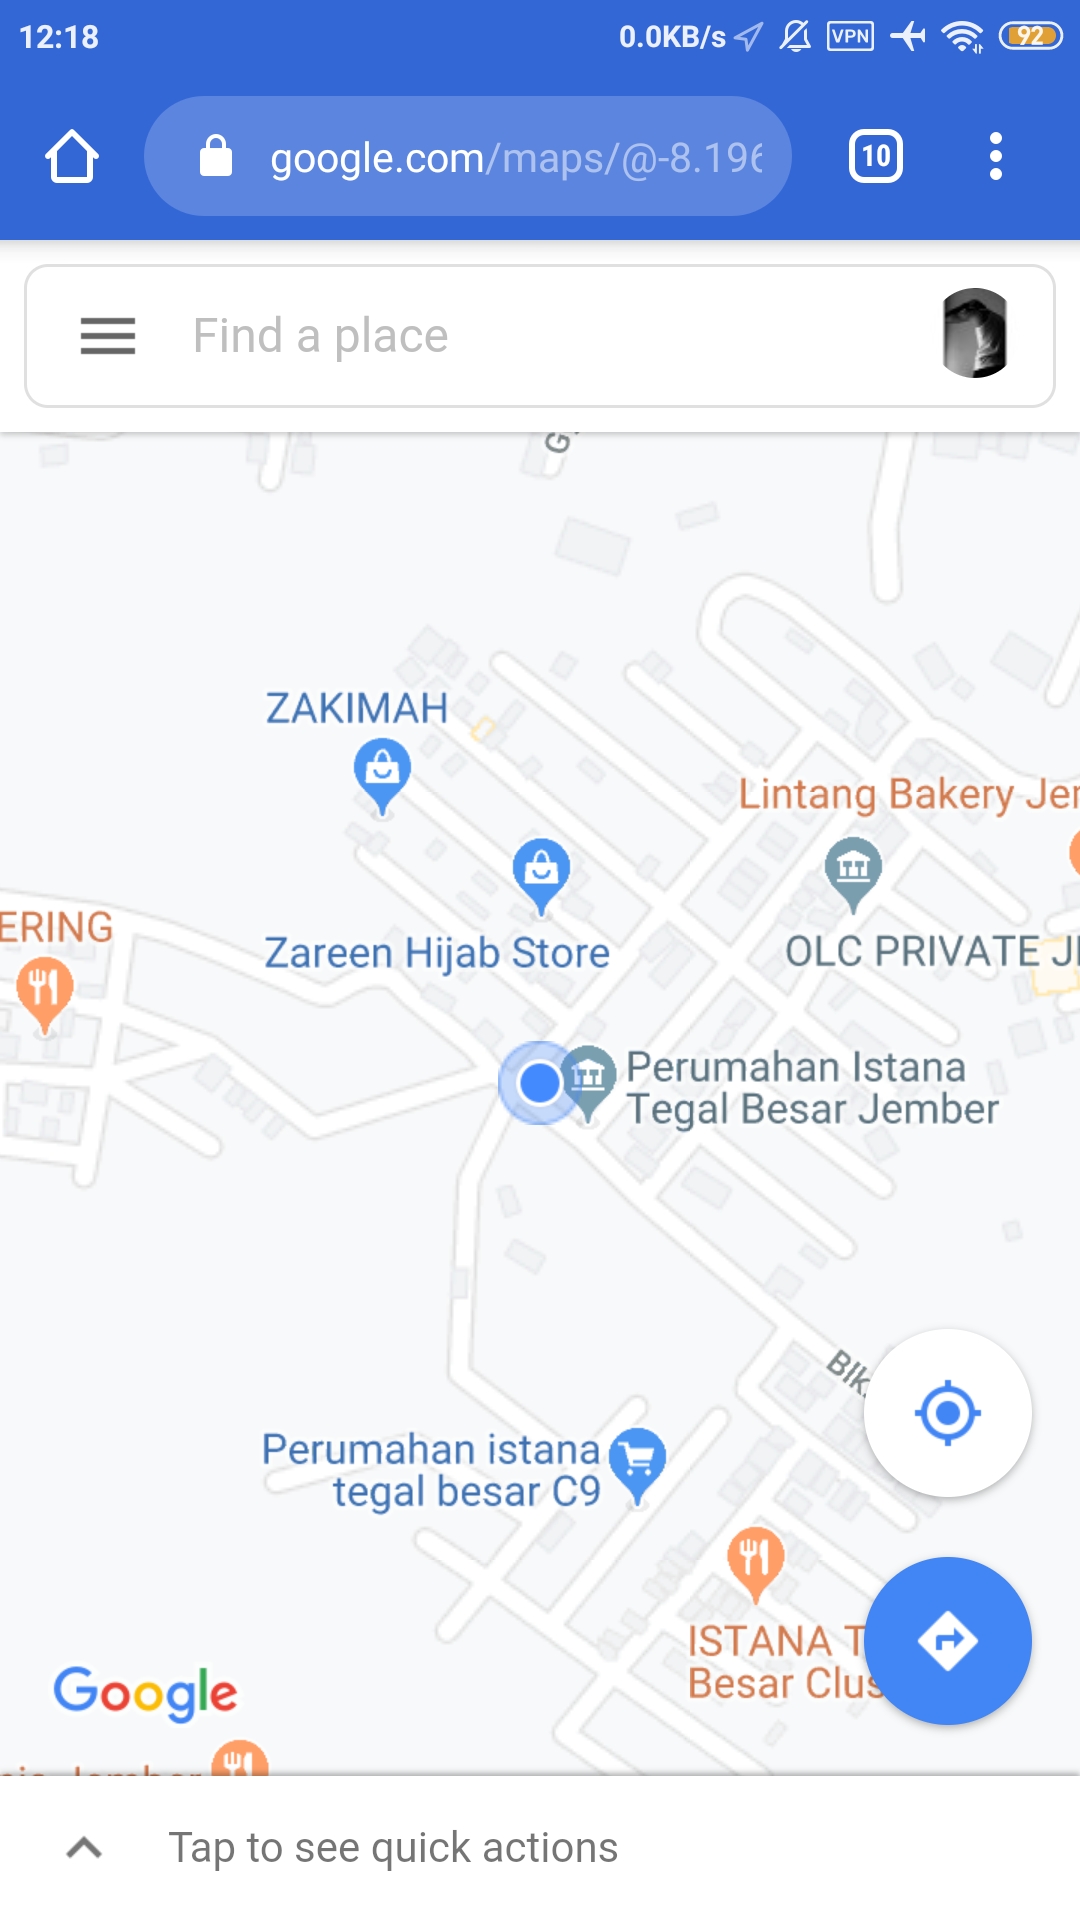 12:18
0.0KB/s
VPN
92
google.com/maps/@-8.196
10
Find a place
ZAKIMAH
Lintang Bakery Jer
ERING
Zareen Hijab Store
OLC PRIVATE
Perumahan Istana
Tegal Besar Jember
Blk.
Perumahan istana
tegal besar C9
ISTANA T
Besar Clus
Google
Jember
Tap to see quick actions